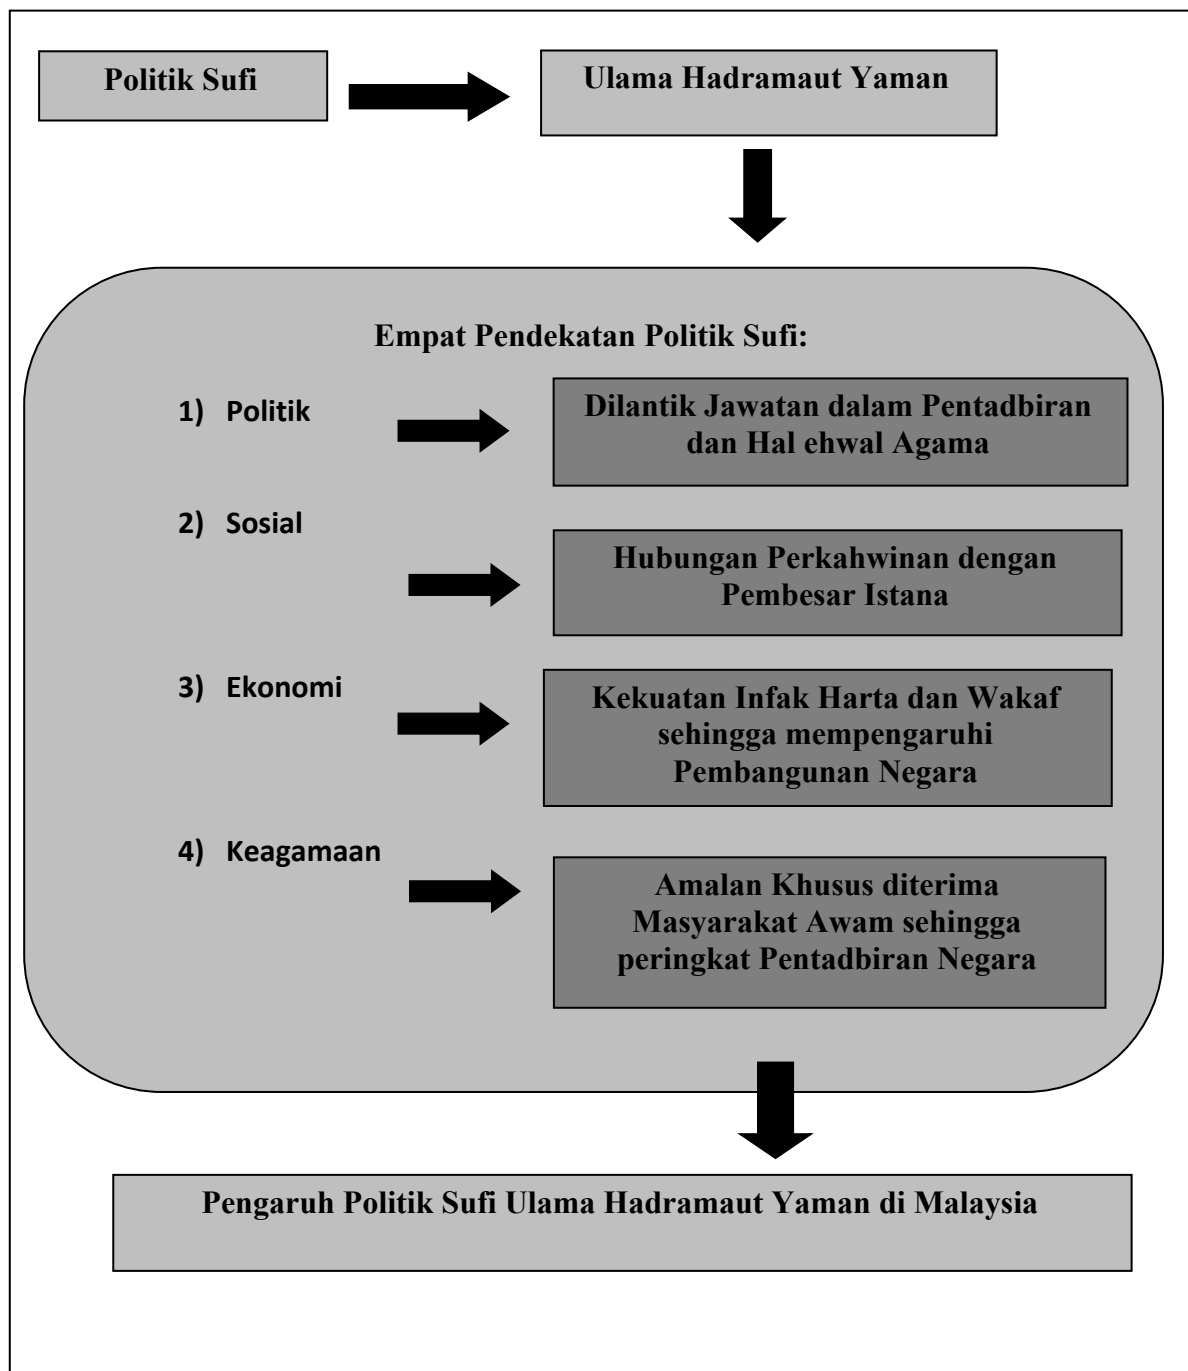 Politik Sufi
Ulama Hadramaut Yaman
Empat Pendekatan Politik Sufi:
1) Politik
Dilantik Jawatan dalam Pentadbiran
dan Hal ehwal Agama
2) Sosial
Hubungan Perkahwinan dengan
Pembesar Istana
3) Ekonomi
Kekuatan Infak Harta dan Wakaf
sehingga mempengaruhi
Pembangunan Negara
4) Keagamaan
Amalan Khusus diterima
Masyarakat Awam sehingga
peringkat Pentadbiran Negara
Pengaruh Politik Sufi Ulama Hadramaut Yaman di Malaysia